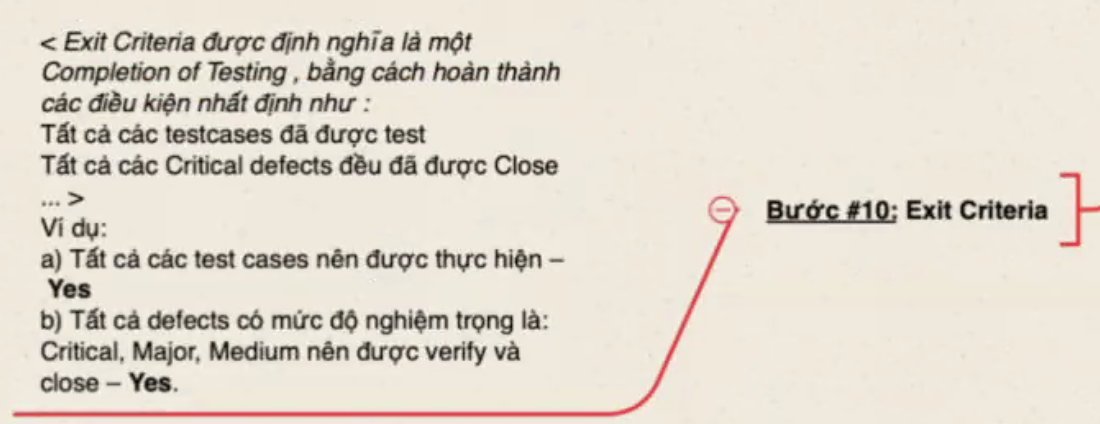 < Exit Criteria được định nghĩa là một
Completion of Testing , bằng cách hoàn thành
các điều kiện nhất định như :
Tất cả các testcases đã được test
Tất cả các Critical defects đều đã được Close
... >
Ví dụ:
a) Tất cả các test cases nên được thực hiện –
Yes
b) Tất cả defects có mức độ nghiệm trọng là:
Critical, Major, Medium nên được verify và
close – Yes.
Bước #10: Exit Criteria